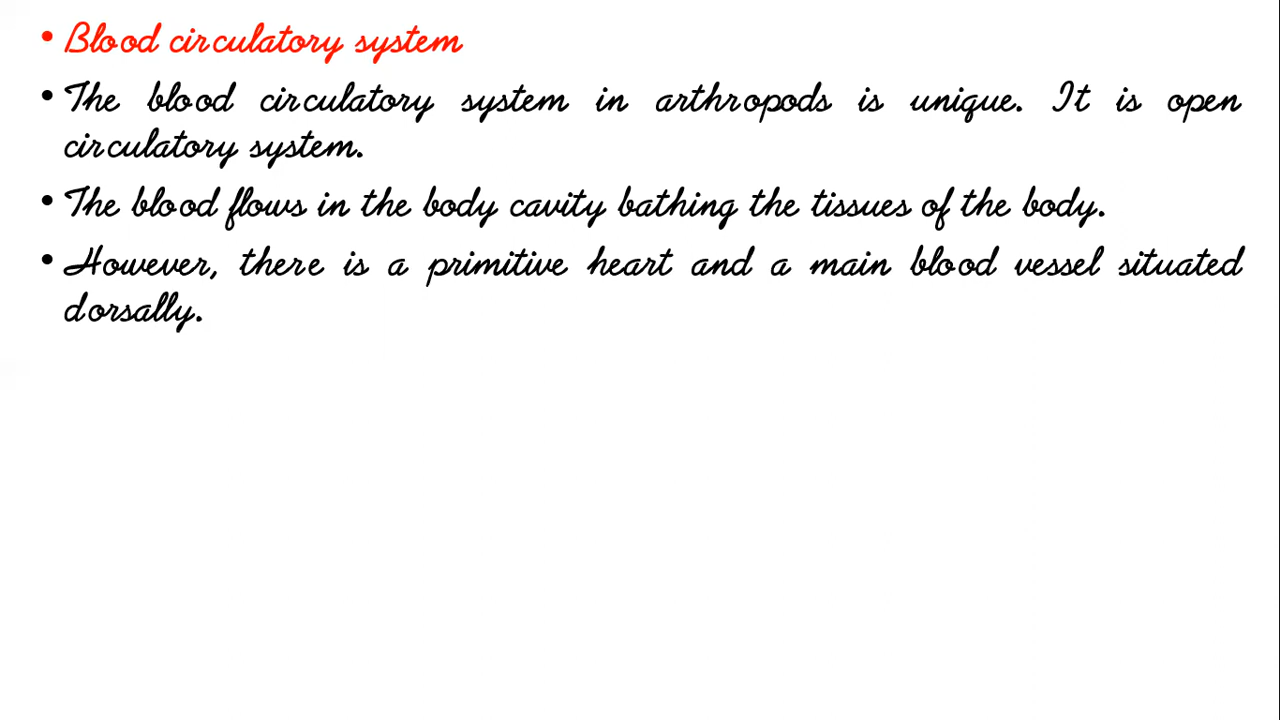 • Blood circulatory system
• The blood circulatory system in arthropods is unique. It is open
circulatory system.
• The blood flows in the body cavity bathing the tissues of the body.
• However, there is a primitive heart and a main blood vessel situated
dorsally.